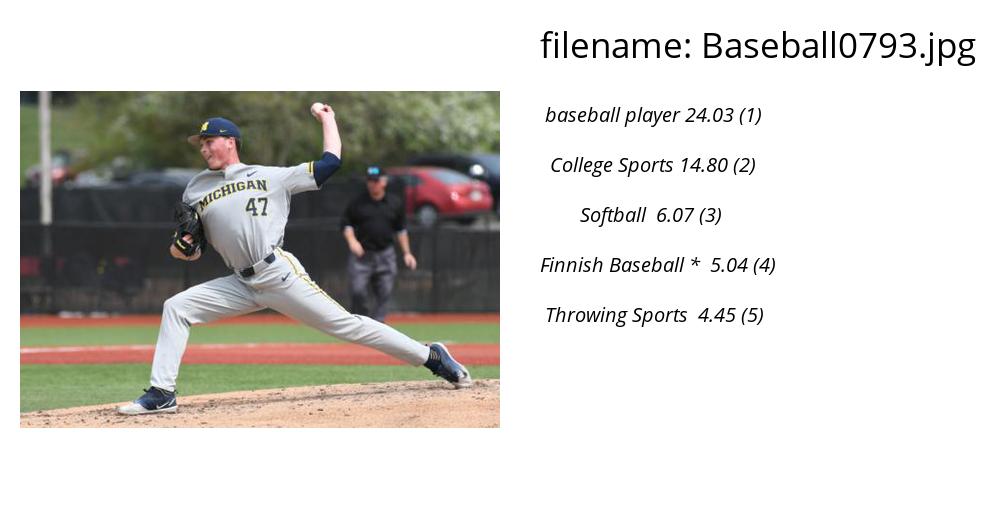 filename: Baseball0793.jpg
baseball player 24.03 (1)
College Sports 14.80 (2)
Softball 6.07 (3)
Finnish Baseball * 5.04 (4)
Throwing Sports 4.45 (5)
M
MICHIGAN
47